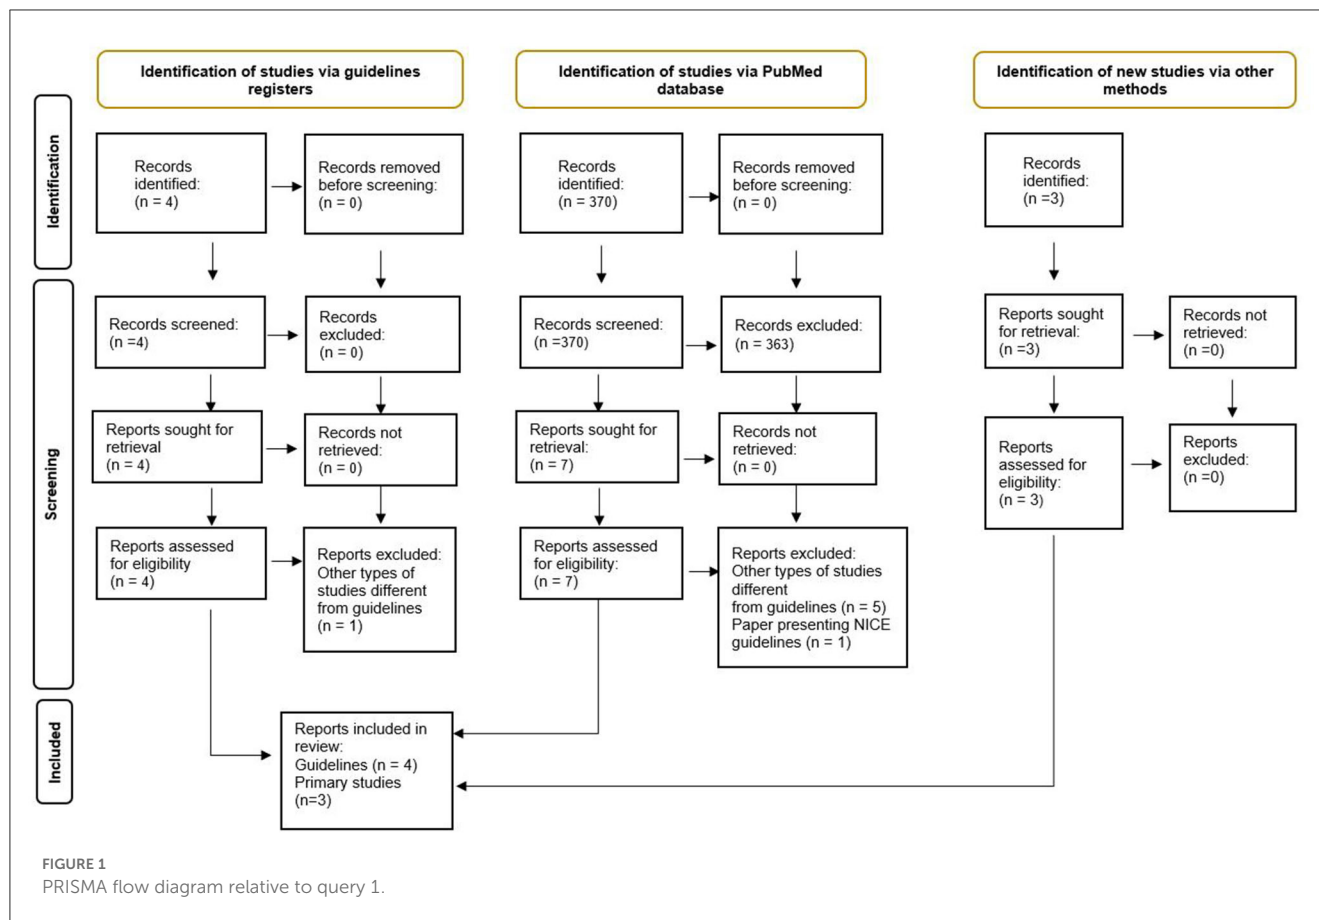 Identification of studies via guidelines
registers
Identification of studies via PubMed
database
Identification of new studies via other
methods
Identification
Records
identified:
(n = 4)
Records removed
before screening:
(n = 0)
Records
identified:
(n = 370)
Records removed
before screening:
(n = 0)
Records
identified:
(n =3)
Screening
Records screened:
(n =4)
Records
excluded:
(n = 0)
Records screened:
(n =370)
Records excluded:
(n = 363)
Reports sought
for retrieval:
(n =3)
Records not
retrieved:
(n =0)
Reports sought for
retrieval
(n = 4)
Records not
retrieved:
(n = 0)
Reports sought for
retrieval:
(n = 7)
Records not
retrieved:
(n = 0)
Reports
assessed for
eligibility:
(n = 3)
Reports
excluded:
(n =0)
Reports assessed
for eligibility
(n = 4)
Reports excluded:
Other types of
studies different
from guidelines
(n = 1)
Reports assessed
for eligibility:
(n = 7)
Reports excluded:
Other types of studies
different
from guidelines (n = 5)
Paper presenting NICE
guidelines (n = 1)
Included
Reports included in
review:
Guidelines (n = 4)
Primary studies
(n=3)
FIGURE 1
PRISMA flow diagram relative to query 1.